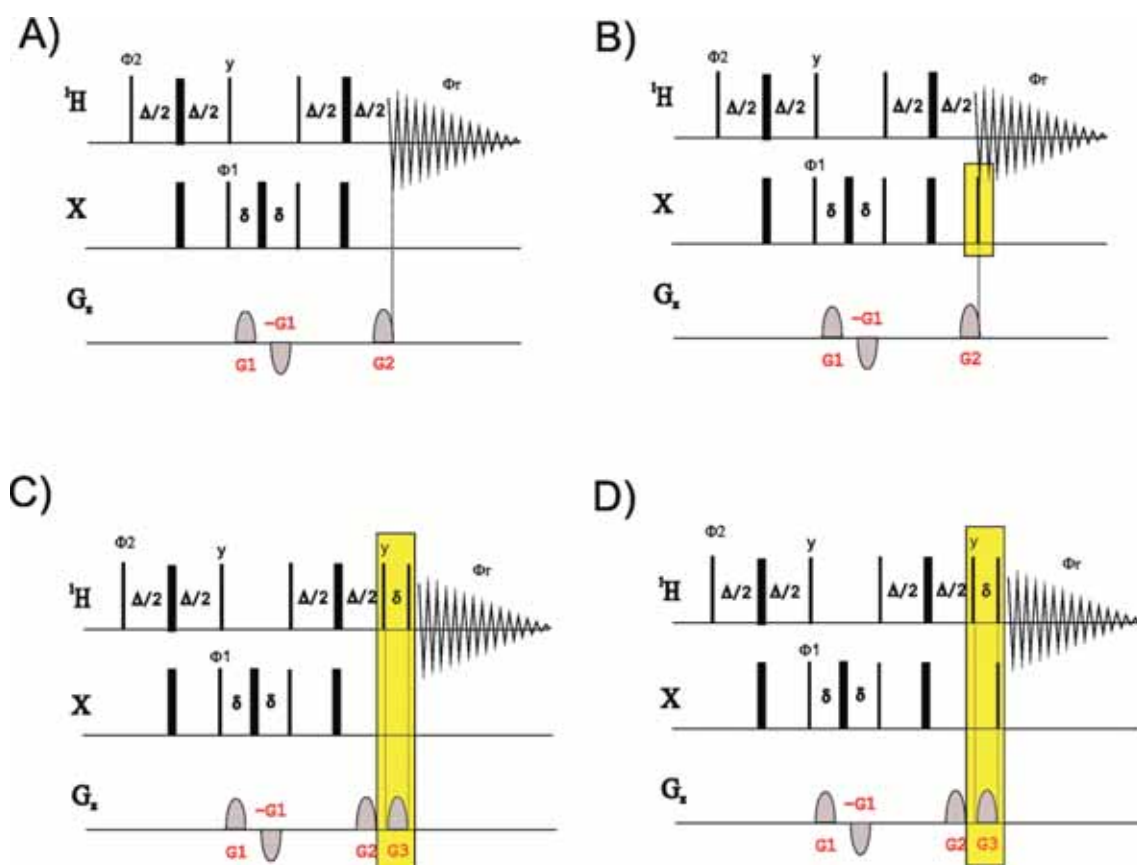 A)
Φ2 y Φr
¹H Δ/2 Δ/2 Δ/2 Δ/2
Φ1
X δ δ
Gz -G1
G1 G2
B)
Φ2 y Φr
¹H Δ/2 Δ/2 Δ/2 Δ/2
Φ1
X δ δ
Gz -G1
G1 G2
C)
Φ2 y y Φr
¹H Δ/2 Δ/2 Δ/2 Δ/2 δ
Φ1
X δ δ
Gz -G1
G1 G2 G3
D)
Φ2 y y Φr
¹H Δ/2 Δ/2 Δ/2 Δ/2 δ
Φ1
X δ δ
Gz -G1
G1 G2 G3